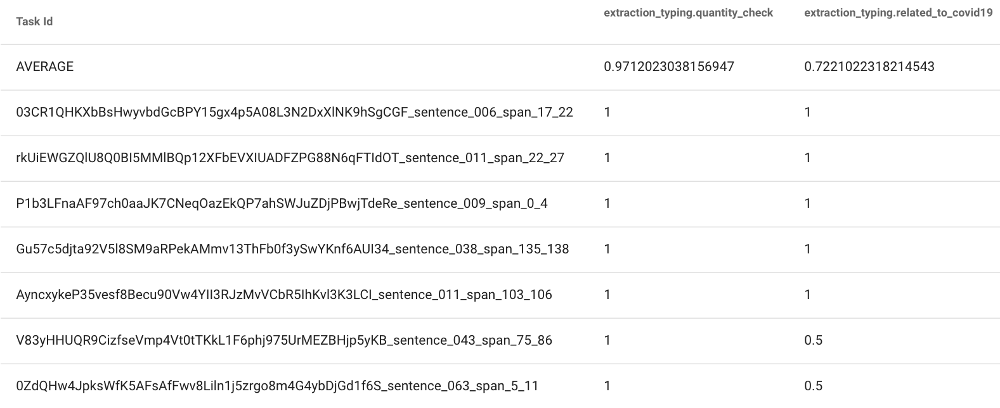 Task Id extraction_typing.quantity_check extraction_typing.related_to_covid19
AVERAGE 0.9712023038156947 0.7221022318214543
03CR1QHKXbBsHwyvbdGcBPY15gx4p5A08L3N2DxXlNK9hSgCGF_sentence_006_span_17_22 1 1
rkUiEWGZQlU8Q0BI5MMlBQp12XFbEVXIUADFZPG88N6qFTIdOT_sentence_011_span_22_27 1 1
P1b3LFnaAF97ch0aaJK7CNeqOazEkQP7ahSWJuZDjPBwjTdeRe_sentence_009_span_0_4 1 1
Gu57c5djta92V5l8SM9aRPekAMmv13ThFb0f3ySwYKnf6AUI34_sentence_038_span_135_138 1 1
AyncxykeP35vesf8Becu90Vw4YII3RJzMvVCbR5IhKvl3K3LCI_sentence_011_span_103_106 1 1
V83yHHUQR9CizfseVmp4Vt0tTKkL1F6phj975UrMEZBHjp5yKB_sentence_043_span_75_86 1 0.5
0ZdQHw4JpksWfK5AFsAfFwv8Liln1j5zrgo8m4G4ybDjGd1f6S_sentence_063_span_5_11 1 0.5